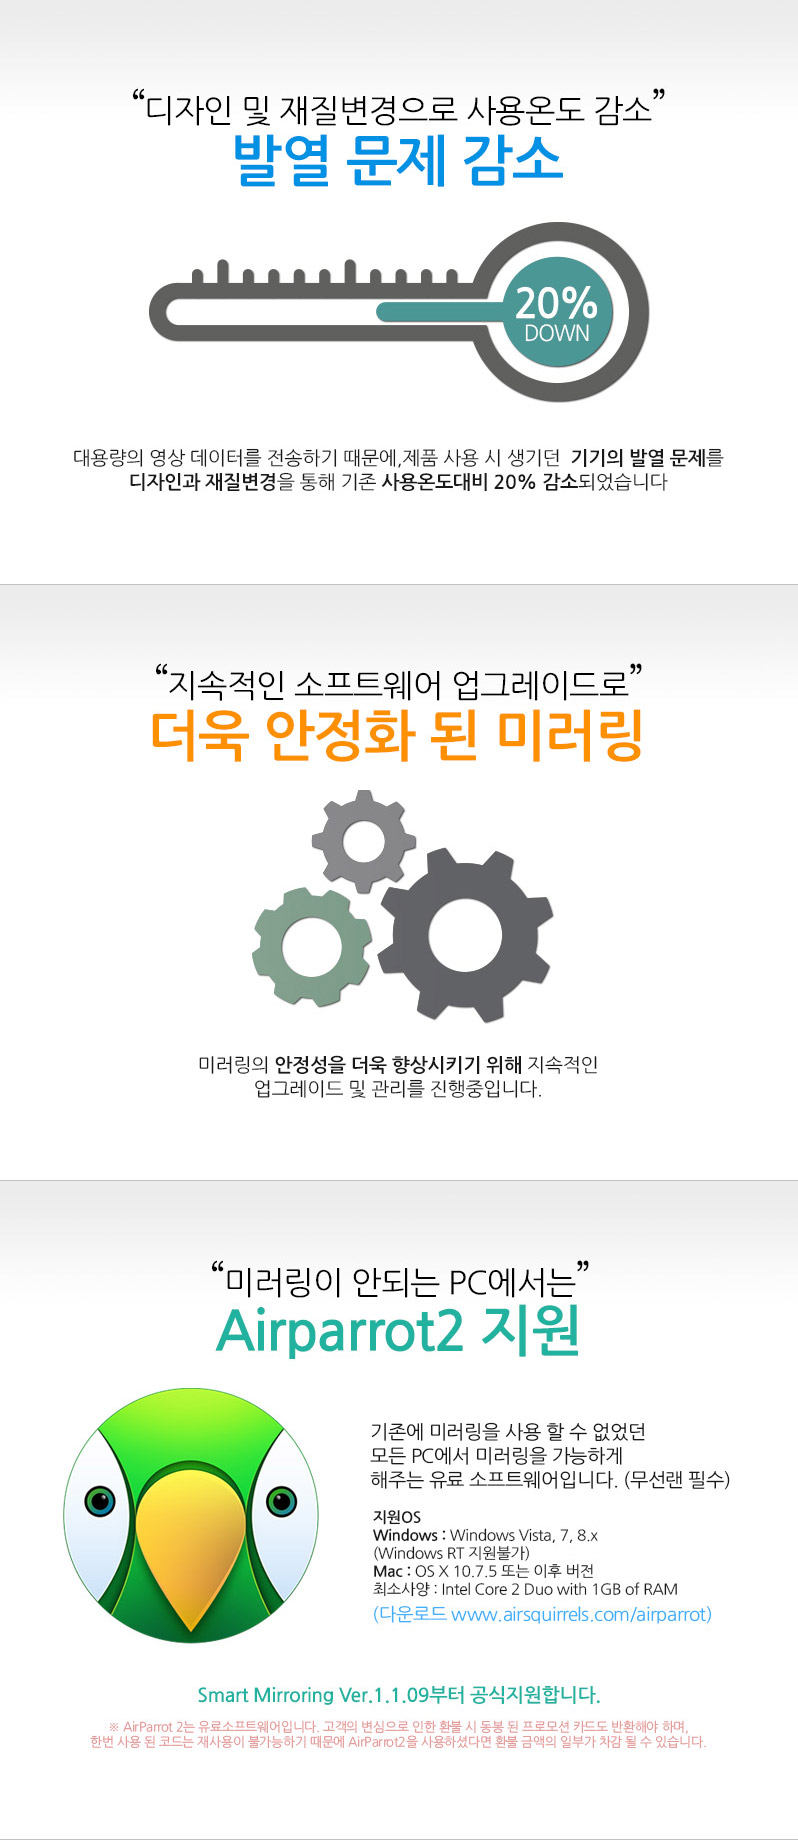 “디자인 및 재질변경으로 사용온도 감소”
발열 문제 감소
20%
DOWN
대용량의 영상 데이터를 전송하기 때문에,제품 사용 시 생기던 기기의 발열 문제를
디자인과 재질변경을 통해 기존 사용온도대비 20% 감소되었습니다
“지속적인 소프트웨어 업그레이드로”
더욱 안정화 된 미러링
미러링의 안정성을 더욱 향상시키기 위해 지속적인
업그레이드 및 관리를 진행중입니다.
“미러링이 안되는 PC에서는”
Airparrot2 지원
기존에 미러링을 사용 할 수 없었던
모든 PC에서 미러링을 가능하게
해주는 유료 소프트웨어입니다. (무선랜 필수)
지원OS
Windows : Windows Vista, 7, 8.x
(Windows RT 지원불가)
Mac : OS X 10.7.5 또는 이후 버전
최소사양 : Intel Core 2 Duo with 1GB of RAM
(다운로드 www.airsquirrels.com/airparrot)
Smart Mirroring Ver.1.1.09부터 공식지원합니다.
※ AirParrot 2는 유료소프트웨어입니다. 고객의 변심으로 인한 환불 시 동봉 된 프로모션 카드도 반환해야 하며,
한번 사용 된 코드는 재사용이 불가능하기 때문에 AirParrot2을 사용하셨다면 환불 금액의 일부가 차감 될 수 있습니다.